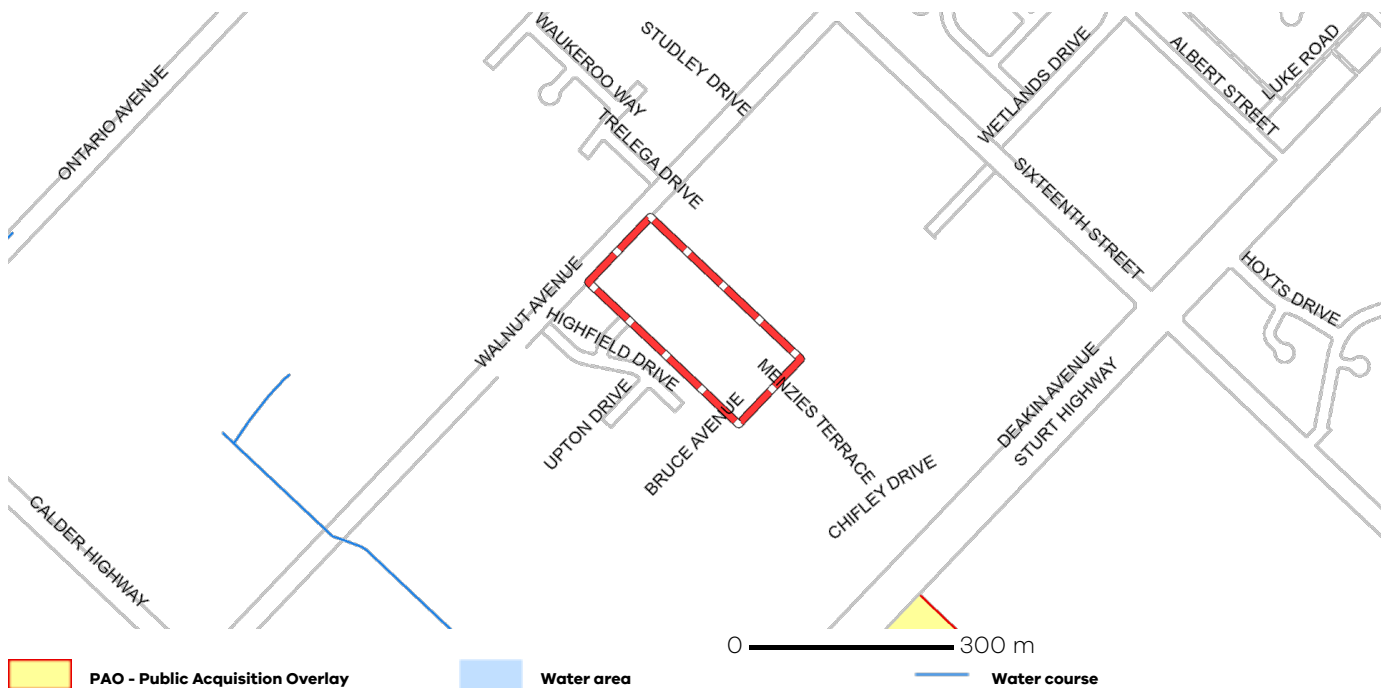 WAUKEROO WAY
STUDLEY DRIVE
ONTARIO AVENUE
TRELEGA DRIVE
WETLANDS DRIVE
ALBERT STREET
LUKE ROAD
SIXTEENTH STREET
HOYTS DRIVE
WALNUT AVENUE
HIGHFIELD DRIVE
UPTON DRIVE
BRUCE AVENUE
MENZIES TERRACE
CHIFLEY DRIVE
DEAKIN AVENUE
STURT HIGHWAY
CALDER HIGHWAY
0 300 m
PAO - Public Acquisition Overlay
Water area
Water course